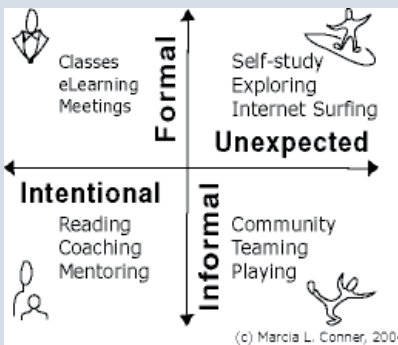 Classes
eLearning
Meetings
Formal
Self-study
Exploring
Internet Surfing
Unexpected
Intentional
Reading
Coaching
Mentoring
Informal
Community
Teaming
Playing
(c) Marcia L. Conner,